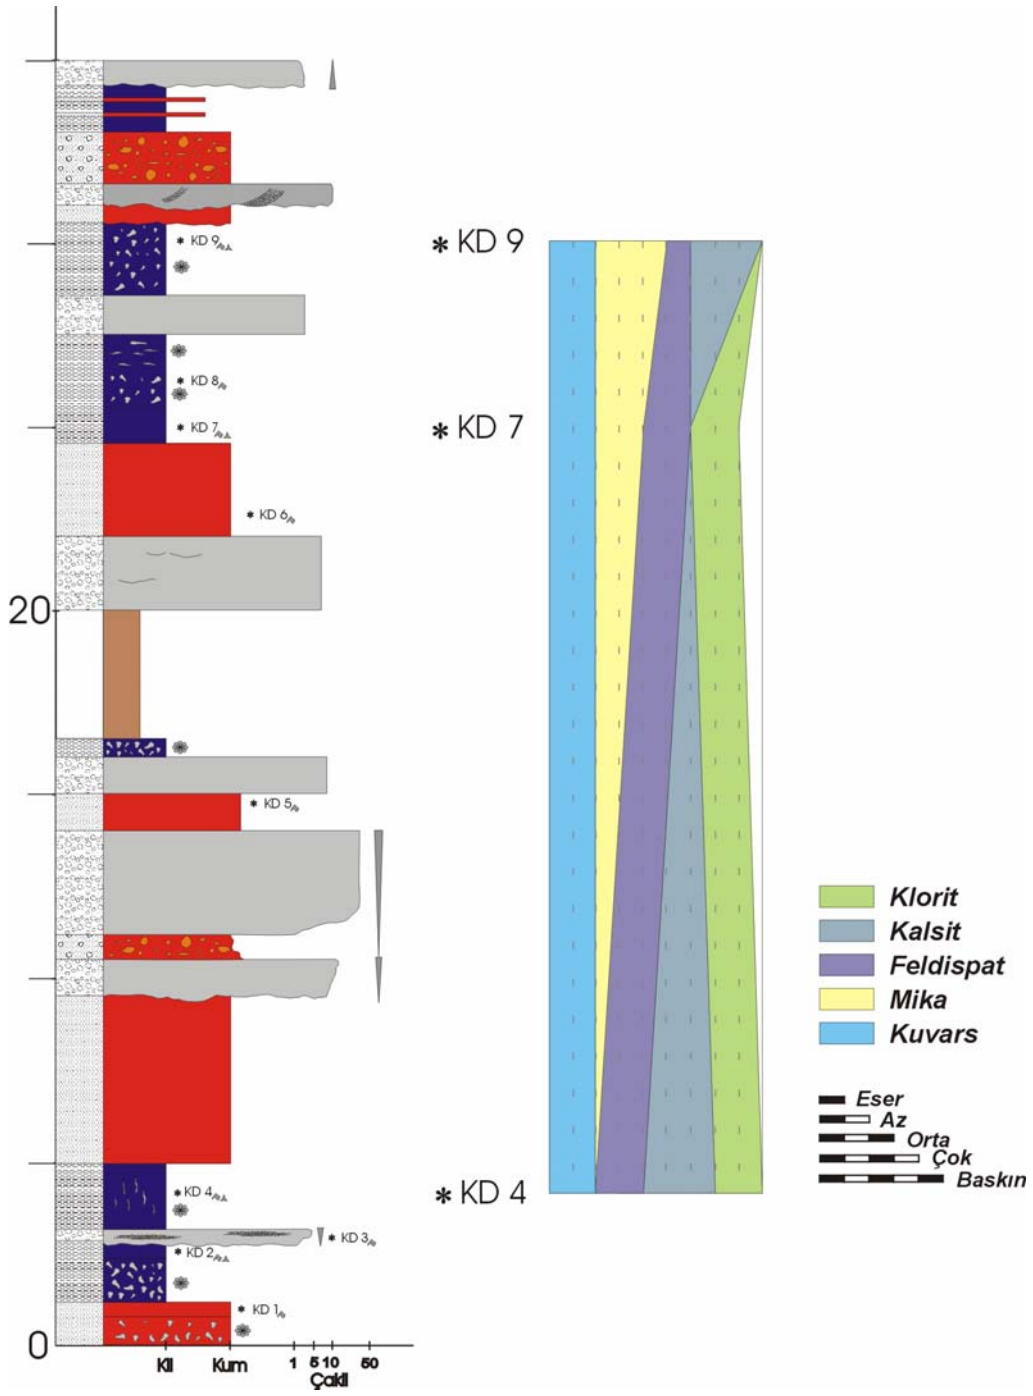 * KD 9
* KD 9
* KD 8
* KD 7
* KD 7
* KD 6
20
* KD 5
Klorit
Kalsit
Feldispat
Mika
Kuvars
Eser
Az
Orta
Çok
Baskın
* KD 4
* KD 4
* KD 3
* KD 2
* KD 1
0
Kil Kum 1 5 10 50
Çakıl